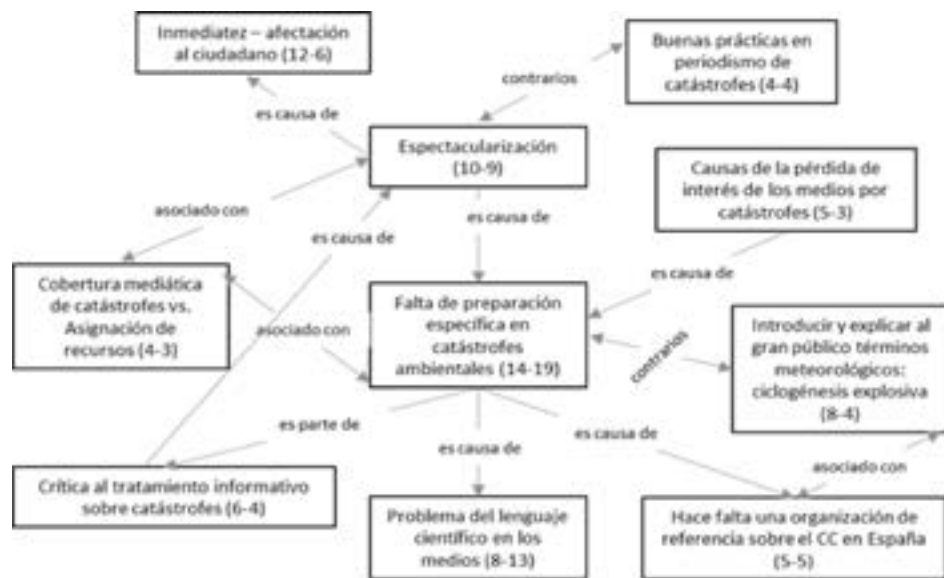 Inmediatez – afectación
al ciudadano (12-6)
Buenas prácticas en
periodismo de
catástrofes (4-4)
contrarios
es causa de
Espectacularización
(10-9)
Causas de la pérdida de
interés de los medios por
catástrofes (5-3)
asociado con
es causa de
es causa de
es causa de
Cobertura mediática
de catástrofes vs.
Asignación de
recursos (4-3)
asociado con
Falta de preparación
específica en
catástrofes
ambientales (14-19)
contrarios
Introducir y explicar al
gran público términos
meteorológicos:
ciclogénesis explosiva
(8-4)
es parte de
es causa de
es causa de
asociado con
Crítica al tratamiento informativo
sobre catástrofes (6-4)
Problema del lenguaje
científico en los
medios (8-13)
Hace falta una organización de
referencia sobre el CC en España
(5-5)